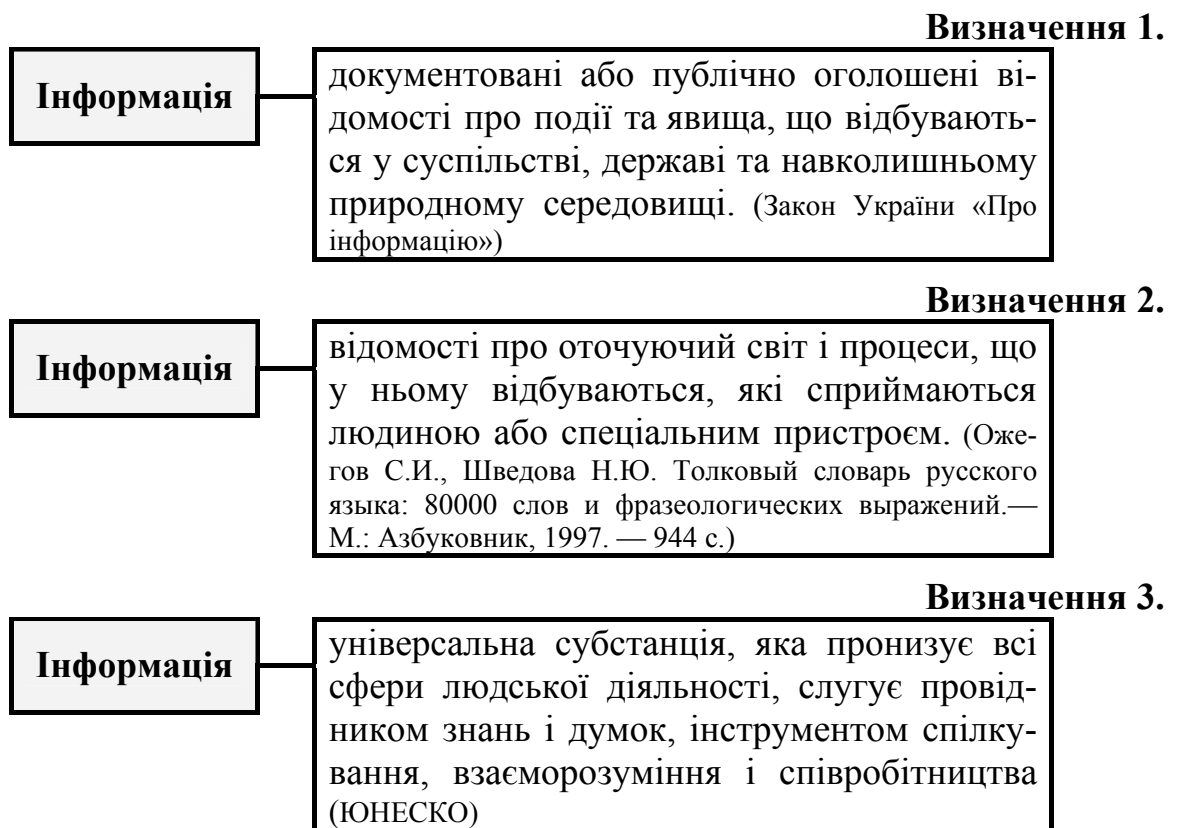 Визначення 1.
Інформація
документовані або публічно оголошені ві-
домості про події та явища, що відбувають-
ся у суспільстві, державі та навколишньому
природному середовищі. (Закон України «Про
інформацію»)
Визначення 2.
Інформація
відомості про оточуючий світ і процеси, що
у ньому відбуваються, які сприймаються
людиною або спеціальним пристроєм. (Оже-
гов С.И., Шведова Н.Ю. Толковый словарь русского
языка: 80000 слов и фразеологических выражений.—
М.: Азбуковник, 1997. — 944 с.)
Визначення 3.
Інформація
універсальна субстанція, яка пронизує всі
сфери людської діяльності, слугує провід-
ником знань і думок, інструментом спілку-
вання, взаєморозуміння і співробітництва
(ЮНЕСКО)